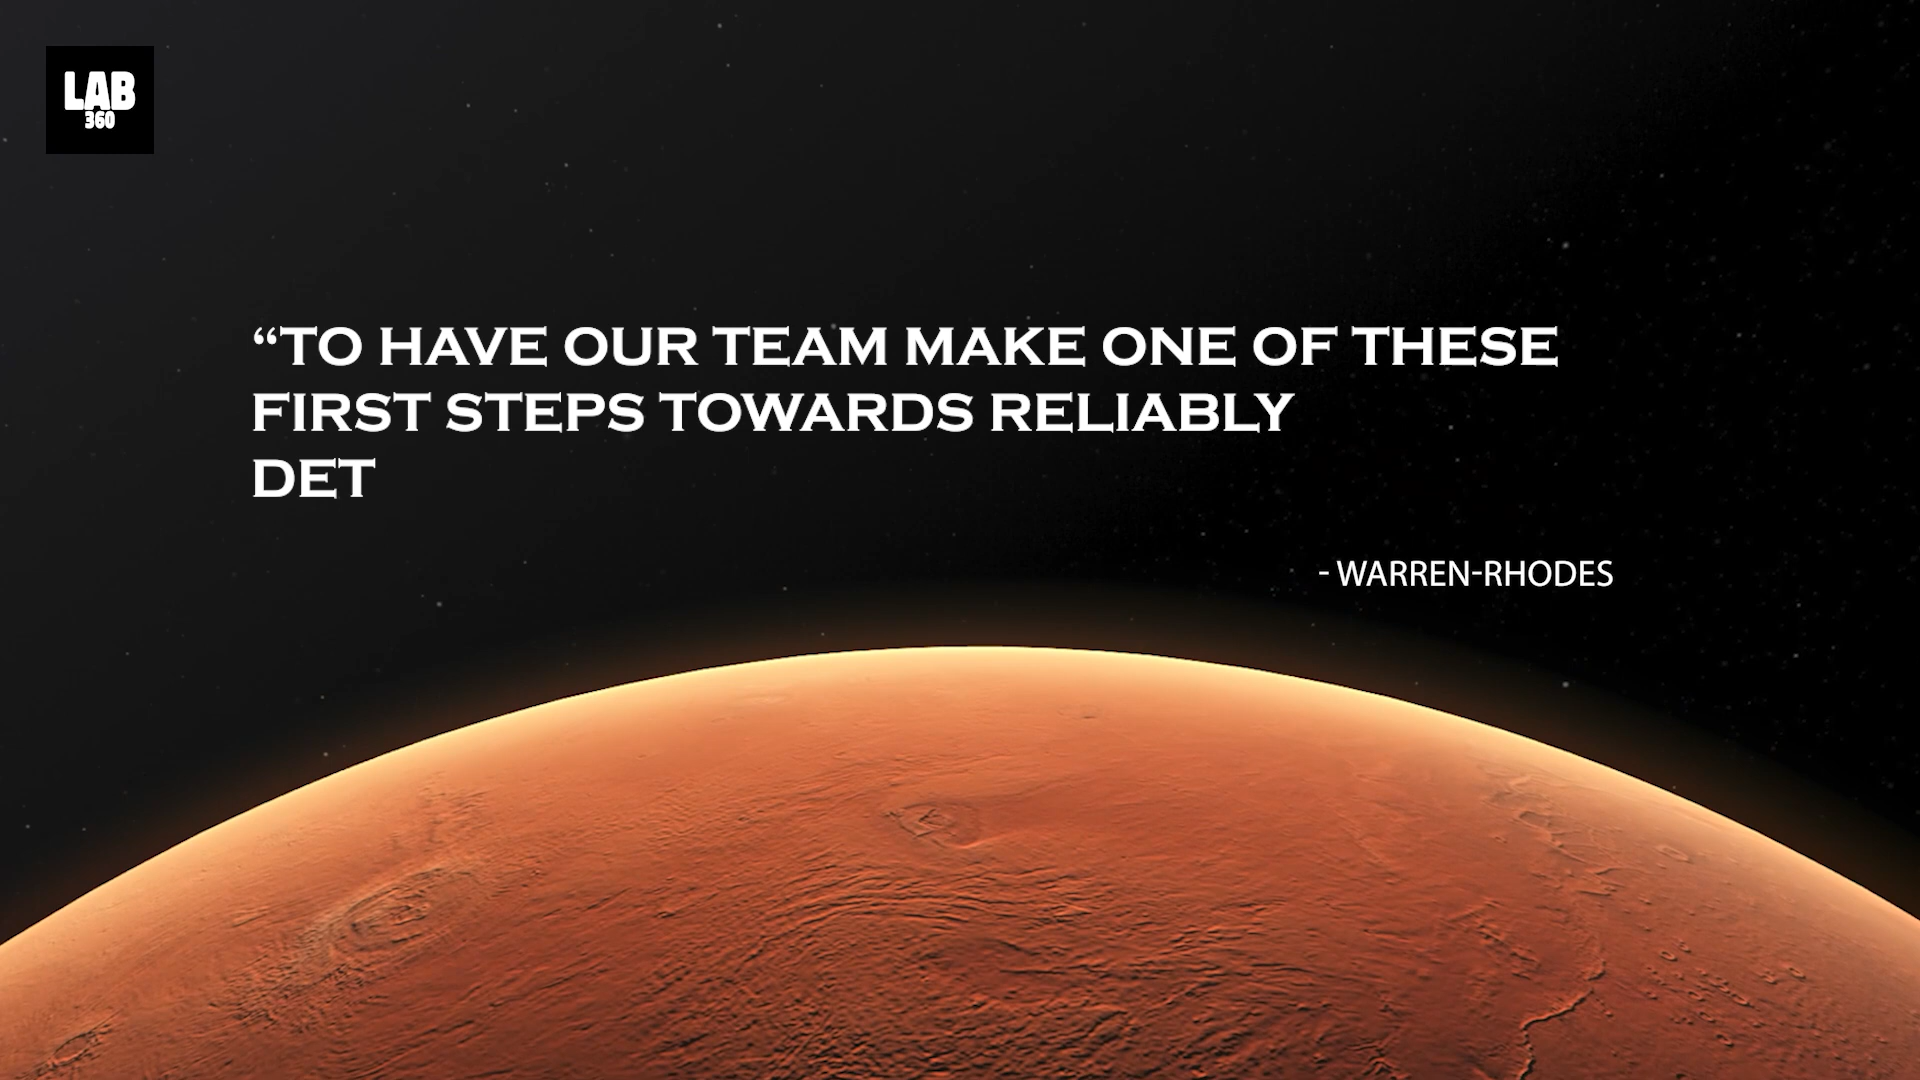 LAB
360
“TO HAVE OUR TEAM MAKE ONE OF THESE
FIRST STEPS TOWARDS RELIABLY
DET
- WARREN-RHODES